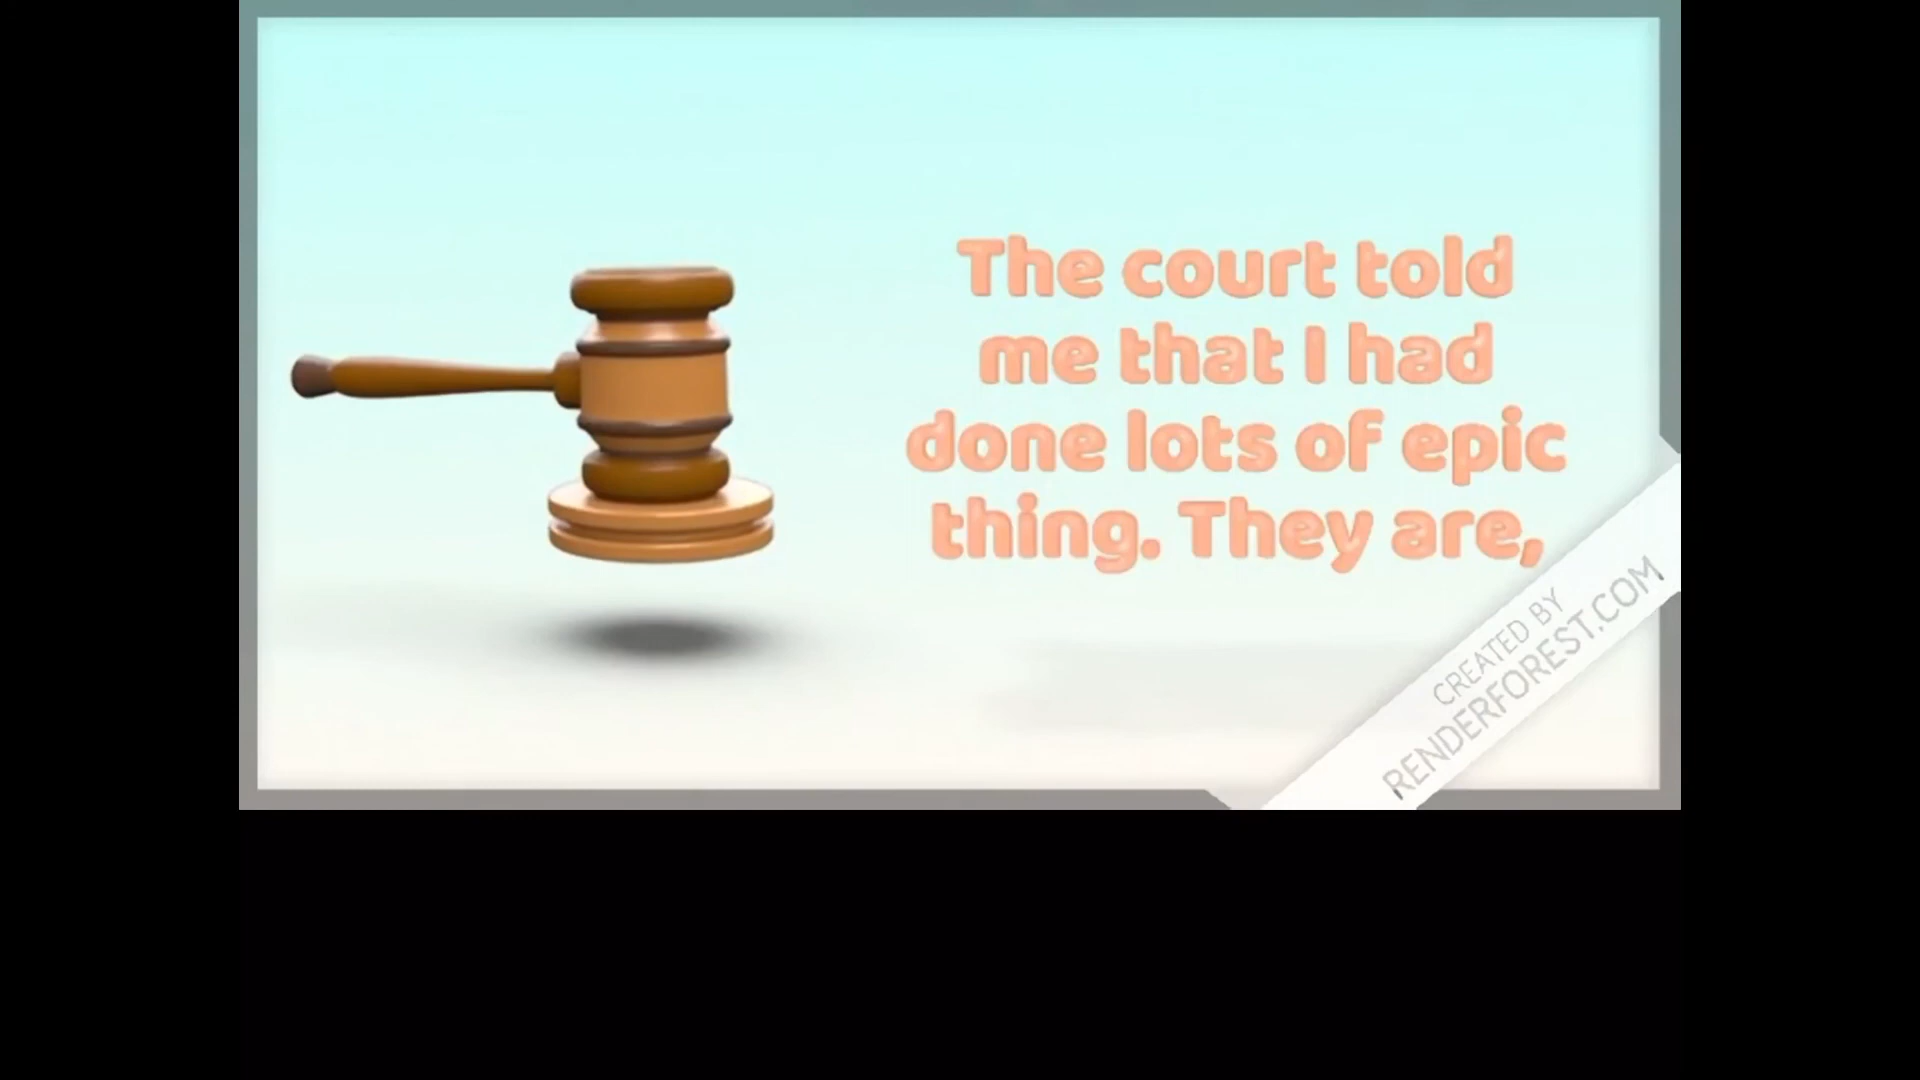 The court told
me that I had
done lots of epic
thing. They are,
CREATED BY
RENDERFOREST.COM